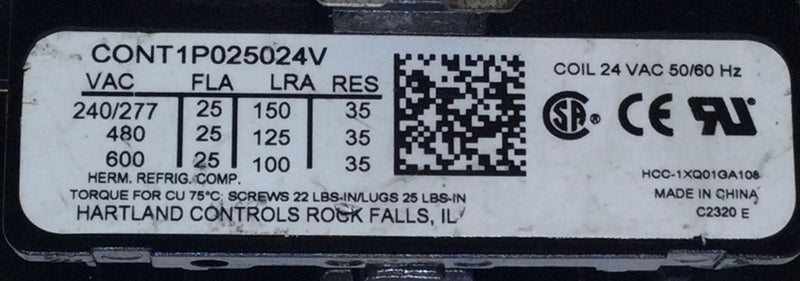 CONT1P025024V
VAC FLA LRA RES
240/277 25 150 35
480 25 125 35
600 25 100 35
HERM. REFRIG. COMP.
TORQUE FOR CU 75°C: SCREWS 22 LBS-IN/LUGS 25 LBS-IN
HARTLAND CONTROLS ROCK FALLS, IL
COIL 24 VAC 50/60 Hz
SA ® CE RU
HCC-1XQ01GA108
MADE IN CHINA
C2320 E